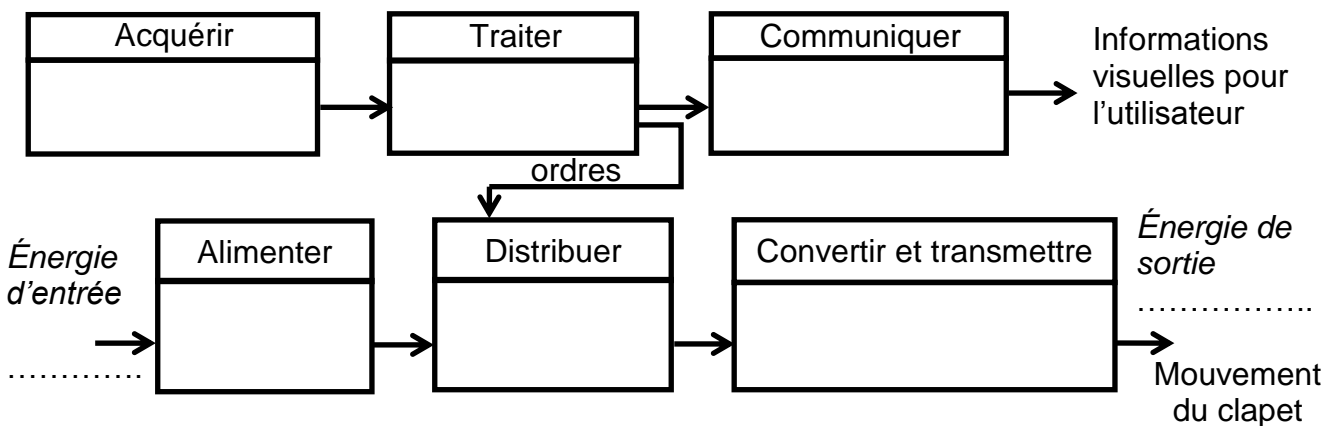 Acquérir
Traiter
Communiquer
Informations
visuelles pour
l’utilisateur
ordres
Énergie
d’entrée
………….
Alimenter
Distribuer
Convertir et transmettre
Énergie de
sortie
……………..
Mouvement
du clapet